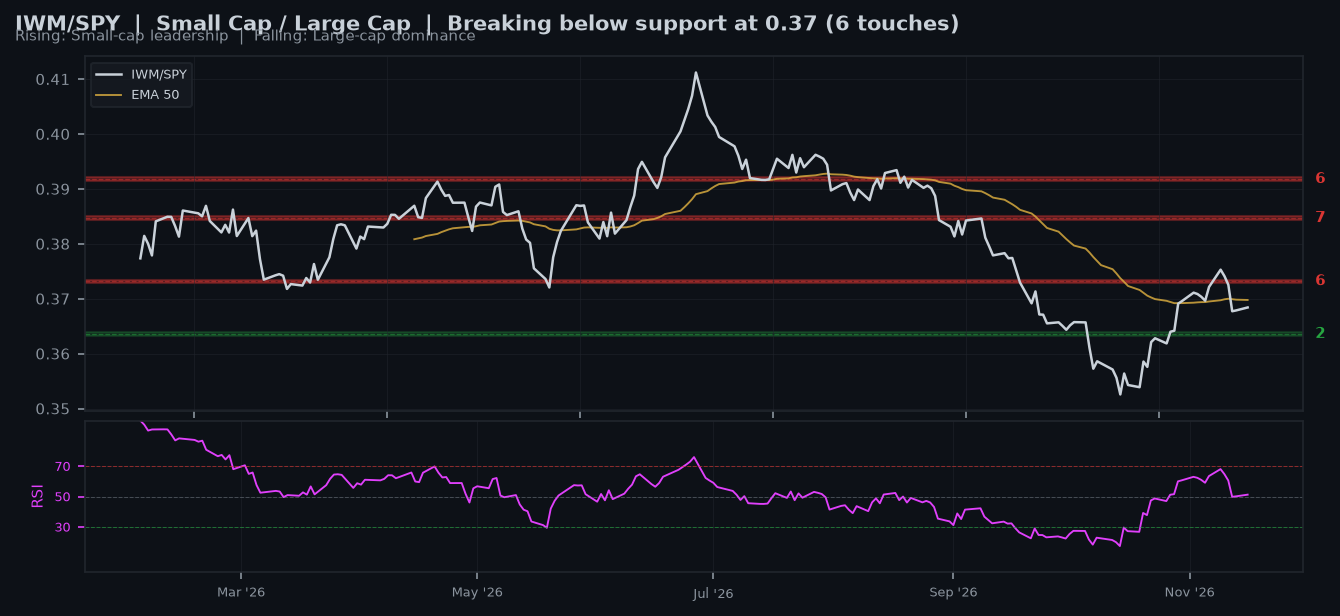 IWM/SPY | Small Cap / Large Cap | Breaking below support at 0.37 (6 touches)
Rising: Small-cap leadership | Falling: Large-cap dominance
IWM/SPY
EMA 50
0.41
0.40
0.39
0.38
0.37
0.36
0.35
6
7
6
2
RSI
70
50
30
Mar '26
May '26
Jul '26
Sep '26
Nov '26